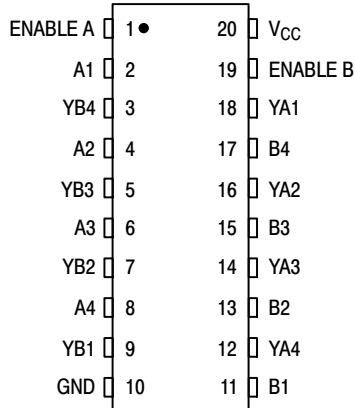 ENABLE A 1 20 VCC
A1 2 19 ENABLE B
YB4 3 18 YA1
A2 4 17 B4
YB3 5 16 YA2
A3 6 15 B3
YB2 7 14 YA3
A4 8 13 B2
YB1 9 12 YA4
GND 10 11 B1